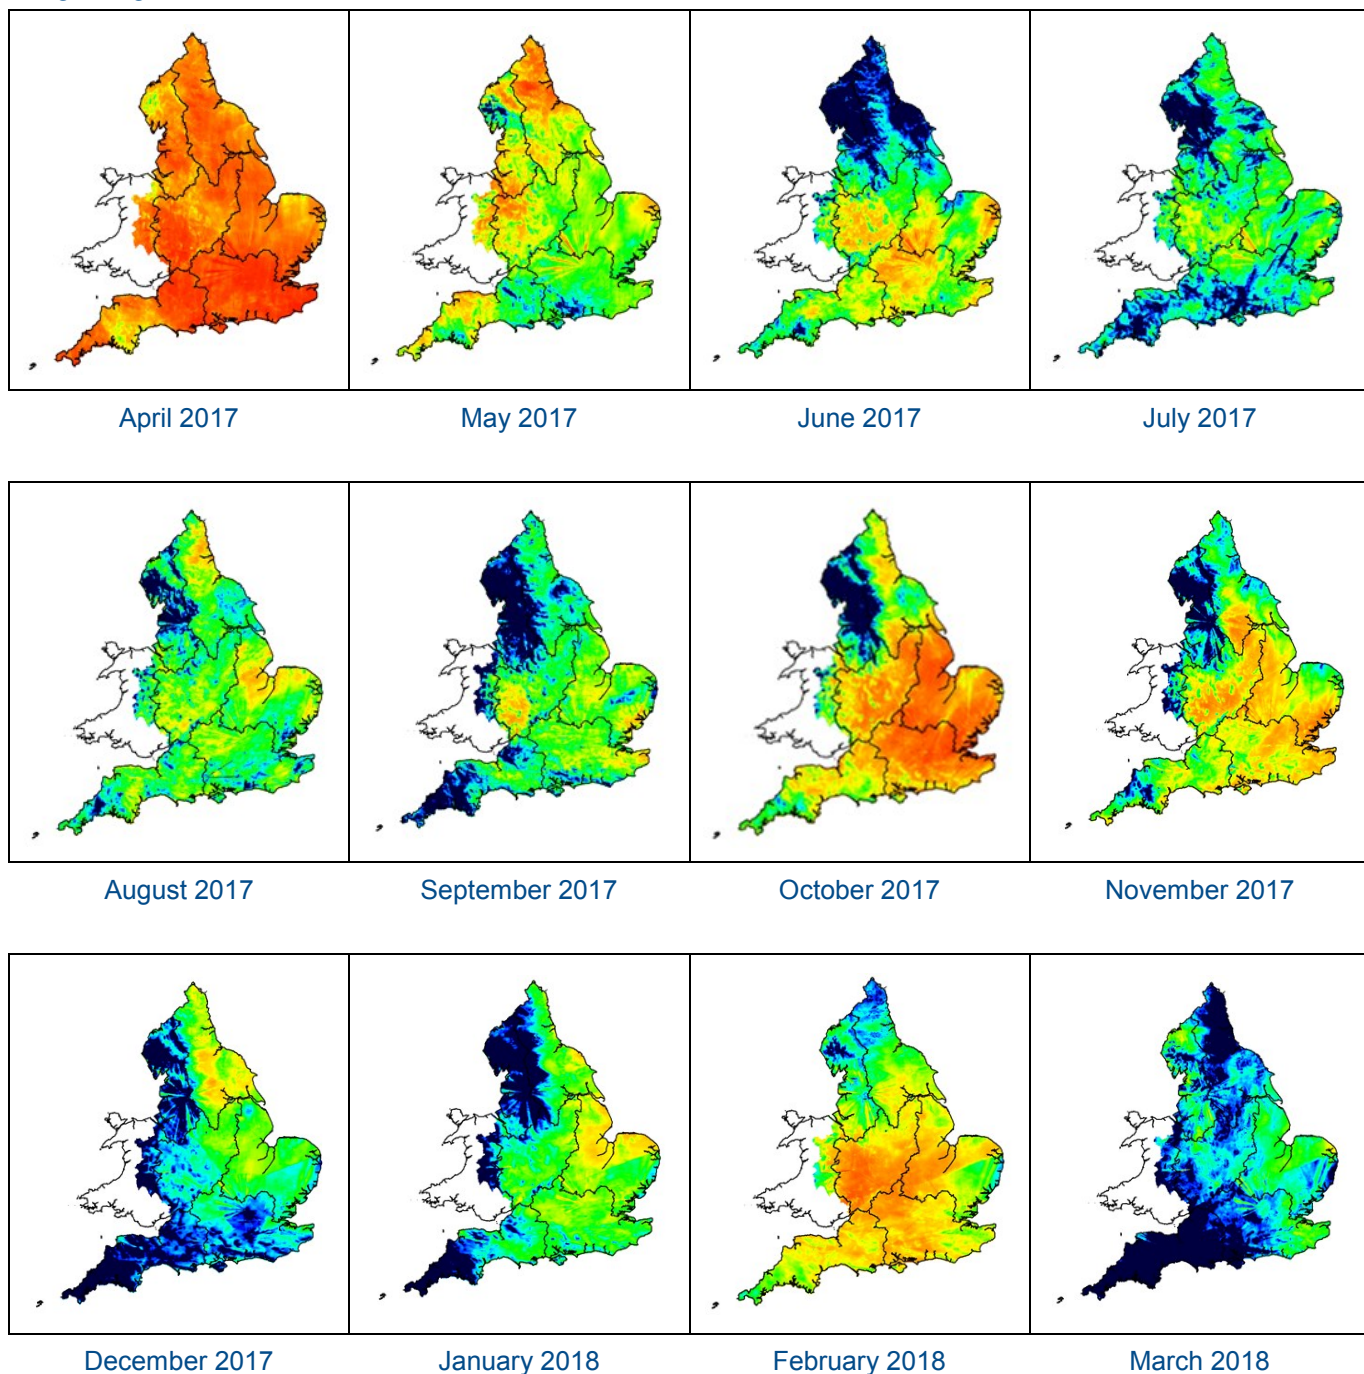 April 2017 May 2017 June 2017 July 2017
August 2017 September 2017 October 2017 November 2017
December 2017 January 2018 February 2018 March 2018